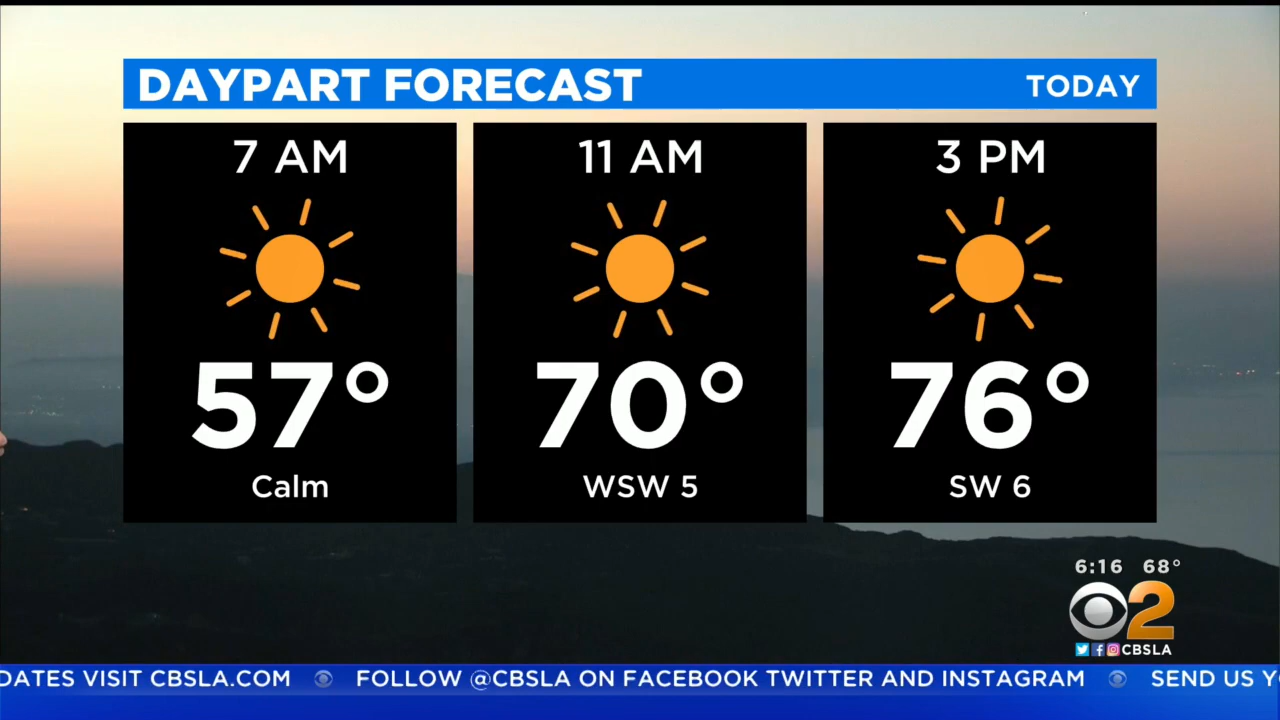 DAYPART FORECAST
TODAY
7 AM
57°
Calm
11 AM
70°
WSW 5
3 PM
76°
SW 6
6:16 68°
2
CBSLA
DATES VISIT CBSLA.COM FOLLOW @CBSLA ON FACEBOOK TWITTER AND INSTAGRAM SEND US